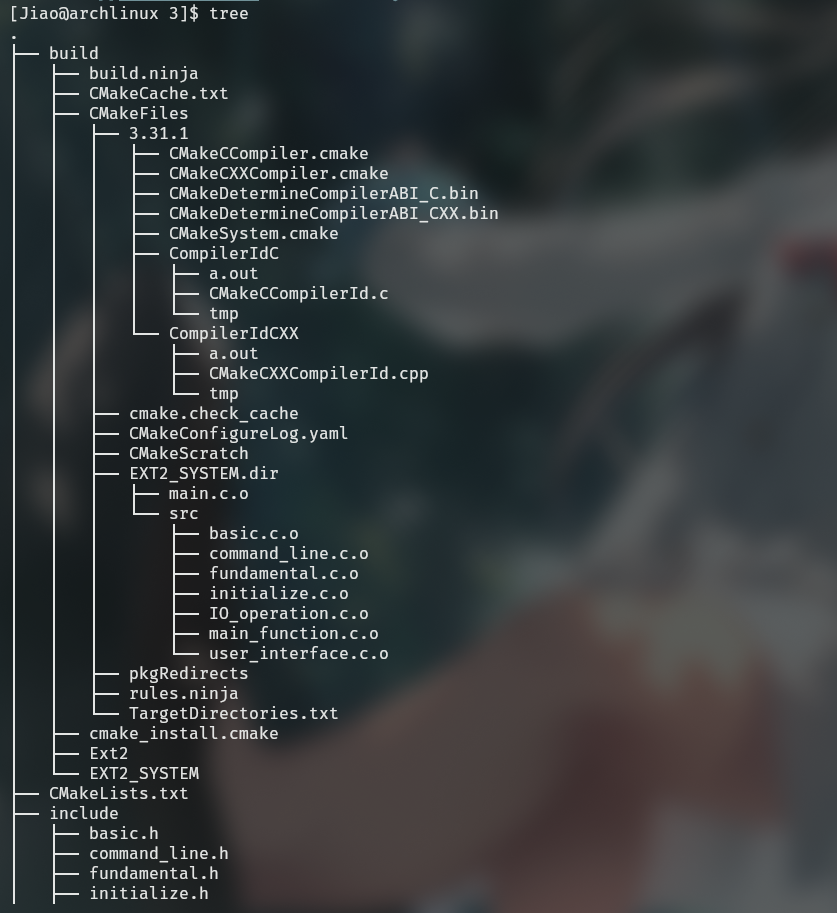 [Jiao@archlinux 3]$ tree
.
├── build
│   ├── build.ninja
│   ├── CMakeCache.txt
│   ├── CMakeFiles
│   │   ├── 3.31.1
│   │   │   ├── CMakeCCompiler.cmake
│   │   │   ├── CMakeCXXCompiler.cmake
│   │   │   ├── CMakeDetermineCompilerABI_C.bin
│   │   │   ├── CMakeDetermineCompilerABI_CXX.bin
│   │   │   ├── CMakeSystem.cmake
│   │   │   ├── CompilerIdC
│   │   │   │   ├── a.out
│   │   │   │   ├── CMakeCCompilerId.c
│   │   │   │   └── tmp
│   │   │   └── CompilerIdCXX
│   │   │       ├── a.out
│   │   │       ├── CMakeCXXCompilerId.cpp
│   │   │       └── tmp
│   │   ├── cmake.check_cache
│   │   ├── CMakeConfigureLog.yaml
│   │   ├── CMakeScratch
│   │   ├── EXT2_SYSTEM.dir
│   │   │   ├── main.c.o
│   │   │   └── src
│   │   │       ├── basic.c.o
│   │   │       ├── command_line.c.o
│   │   │       ├── fundamental.c.o
│   │   │       ├── initialize.c.o
│   │   │       ├── IO_operation.c.o
│   │   │       ├── main_function.c.o
│   │   │       └── user_interface.c.o
│   │   ├── pkgRedirects
│   │   ├── rules.ninja
│   │   └── TargetDirectories.txt
│   ├── cmake_install.cmake
│   ├── Ext2
│   └── EXT2_SYSTEM
├── CMakeLists.txt
├── include
│   ├── basic.h
│   ├── command_line.h
│   ├── fundamental.h
│   ├── initialize.h